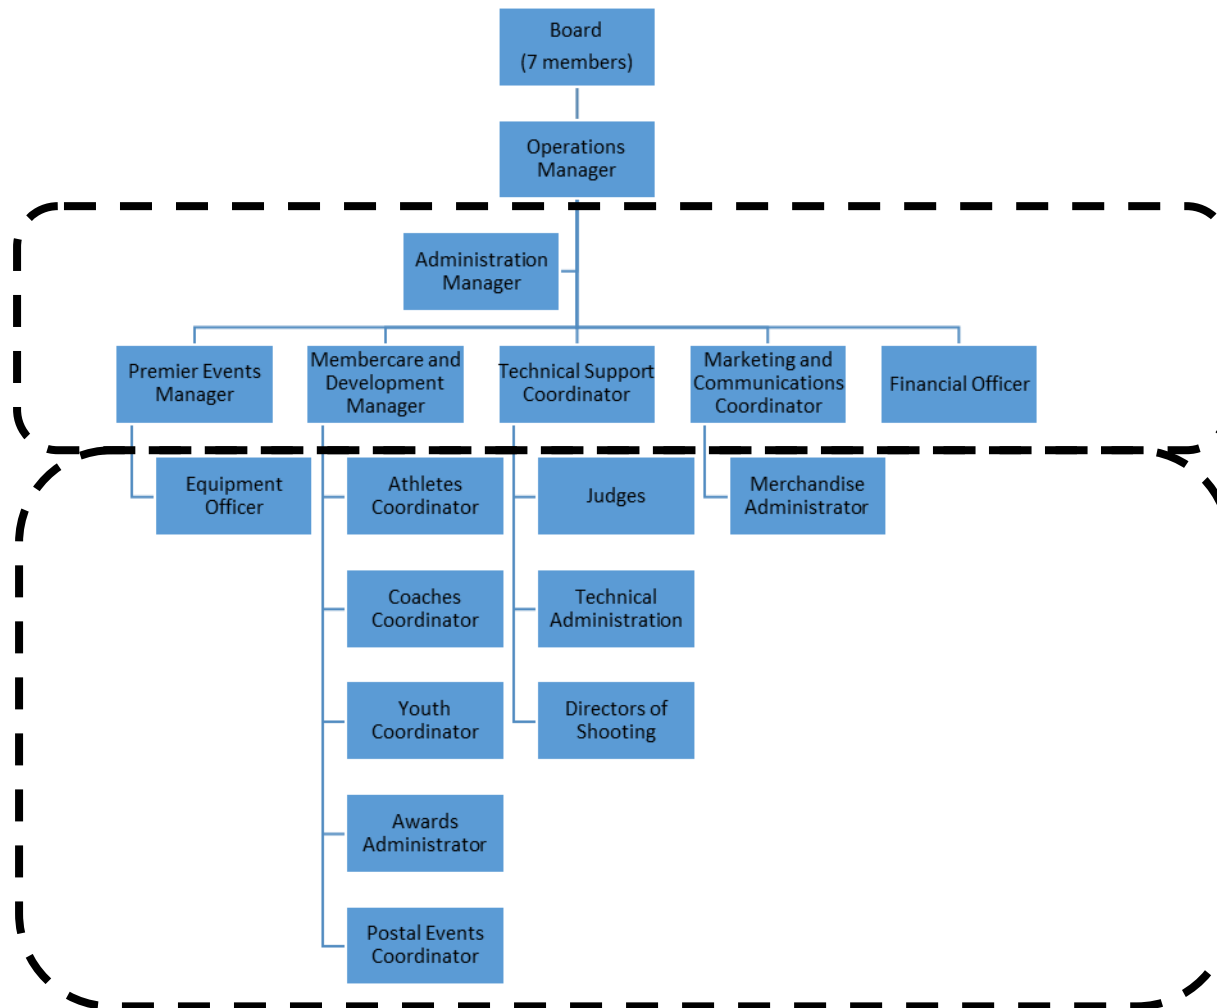 Board
(7 members)
Operations
Manager
Administration
Manager
Premier Events
Manager
Membercare and
Development
Manager
Technical Support
Coordinator
Marketing and
Communications
Coordinator
Financial Officer
Equipment
Officer
Athletes
Coordinator
Coaches
Coordinator
Youth
Coordinator
Awards
Administrator
Postal Events
Coordinator
Judges
Technical
Administration
Directors of
Shooting
Merchandise
Administrator